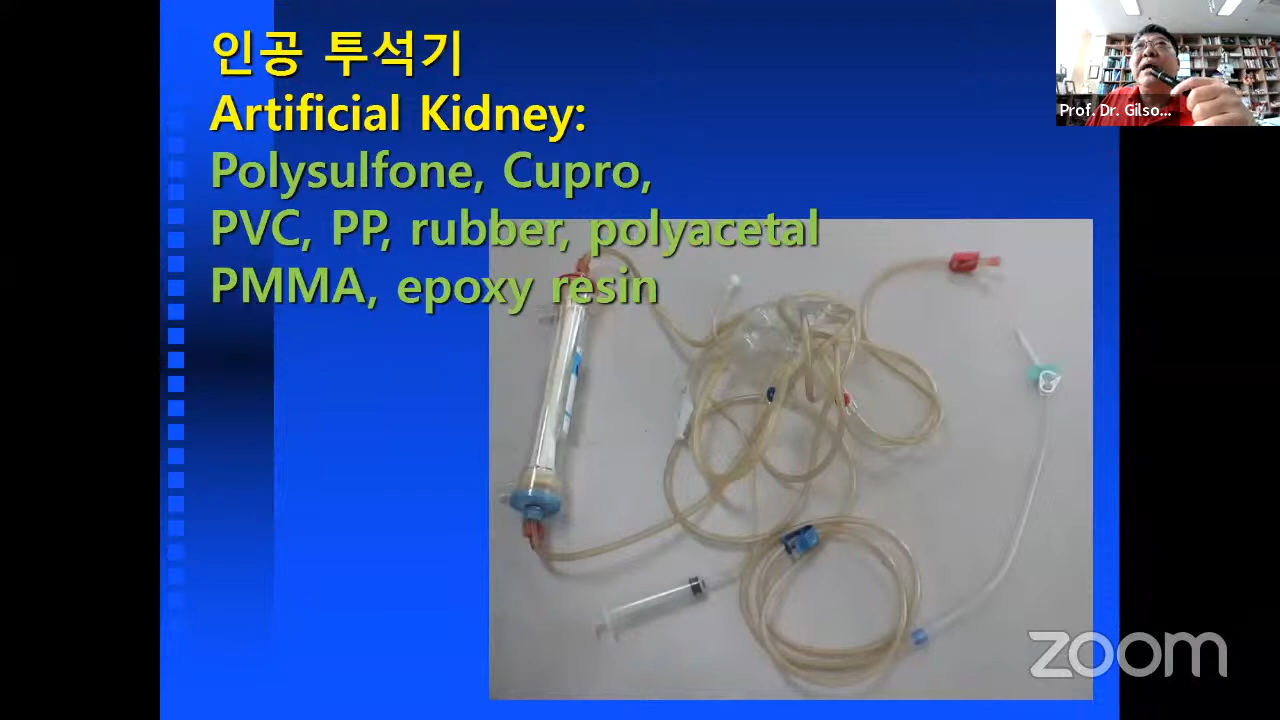 인공 투석기
Artificial Kidney:
Polysulfone, Cupro,
PVC, PP, rubber, polyacetal
PMMA, epoxy resin
Prof. Dr. Gilso...
zoom